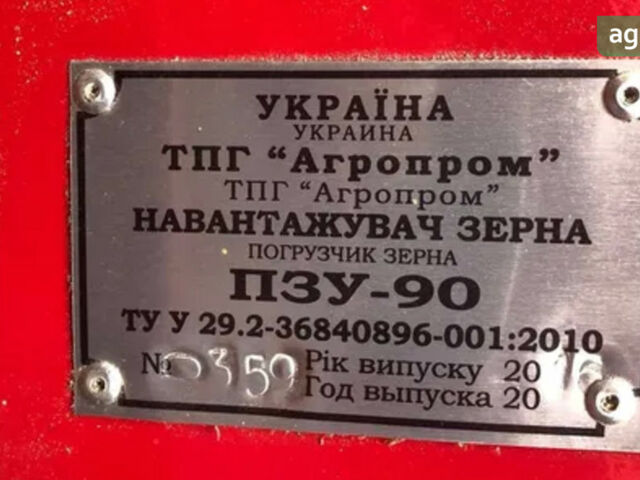 ag
УКРАЇНА
УКРАИНА
ТПГ “Агропром”
ТПГ “Агропром”
НАВАНТАЖУВАЧ ЗЕРНА
ПОГРУЗЧИК ЗЕРНА
ПЗУ-90
ТУ У 29.2-36840896-001:2010
№ 0350 Рік випуску 20
Год выпуска 20